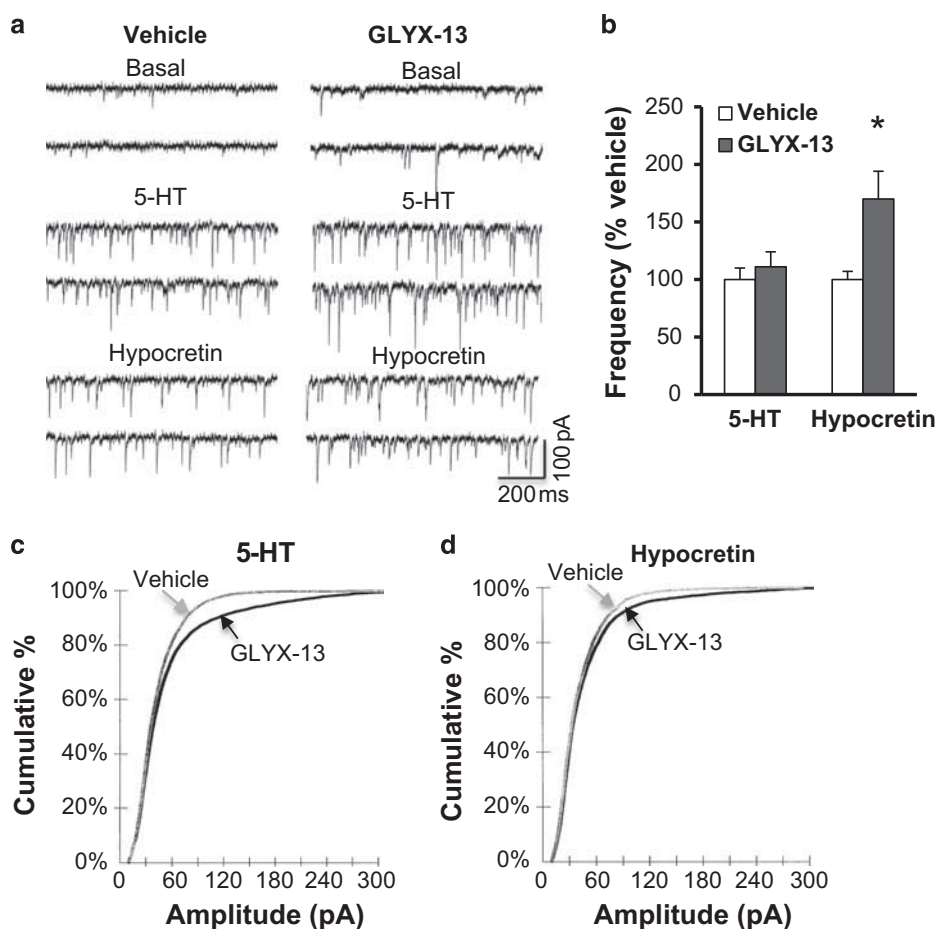 a
Vehicle
GLYX-13
Basal
Basal
5-HT
5-HT
Hypocretin
Hypocretin
100 pA
200 ms
b
Frequency (% vehicle)
250
200
150
100
50
0
Vehicle
GLYX-13
*
5-HT
Hypocretin
c
5-HT
Cumulative %
100%
80%
60%
40%
20%
0%
Vehicle
GLYX-13
0 60 120 180 240 300
Amplitude (pA)
d
Hypocretin
Cumulative %
100%
80%
60%
40%
20%
0%
Vehicle
GLYX-13
0 60 120 180 240 300
Amplitude (pA)